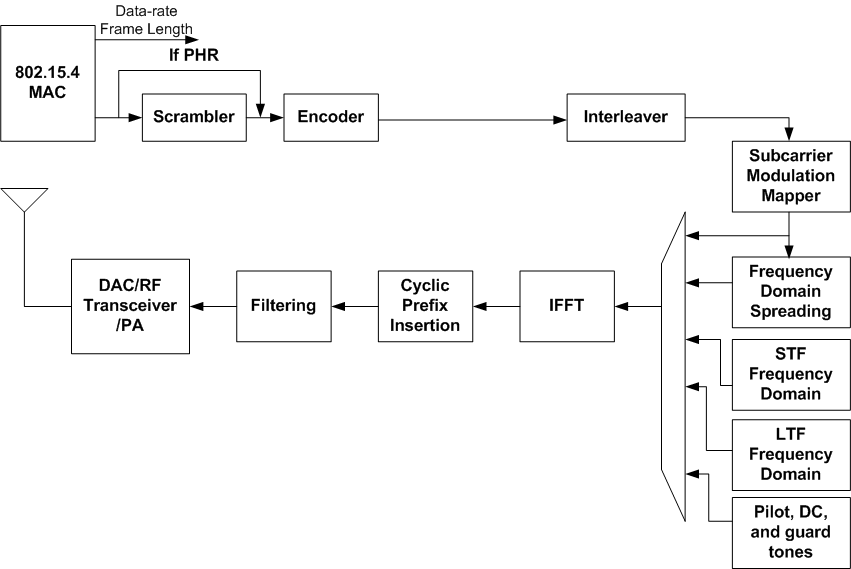 Data-rate
Frame Length
If PHR
802.15.4
MAC
Scrambler
Encoder
Interleaver
Subcarrier
Modulation
Mapper
DAC/RF
Transceiver
/PA
Filtering
Cyclic
Prefix
Insertion
IFFT
Frequency
Domain
Spreading
STF
Frequency
Domain
LTF
Frequency
Domain
Pilot, DC,
and guard
tones